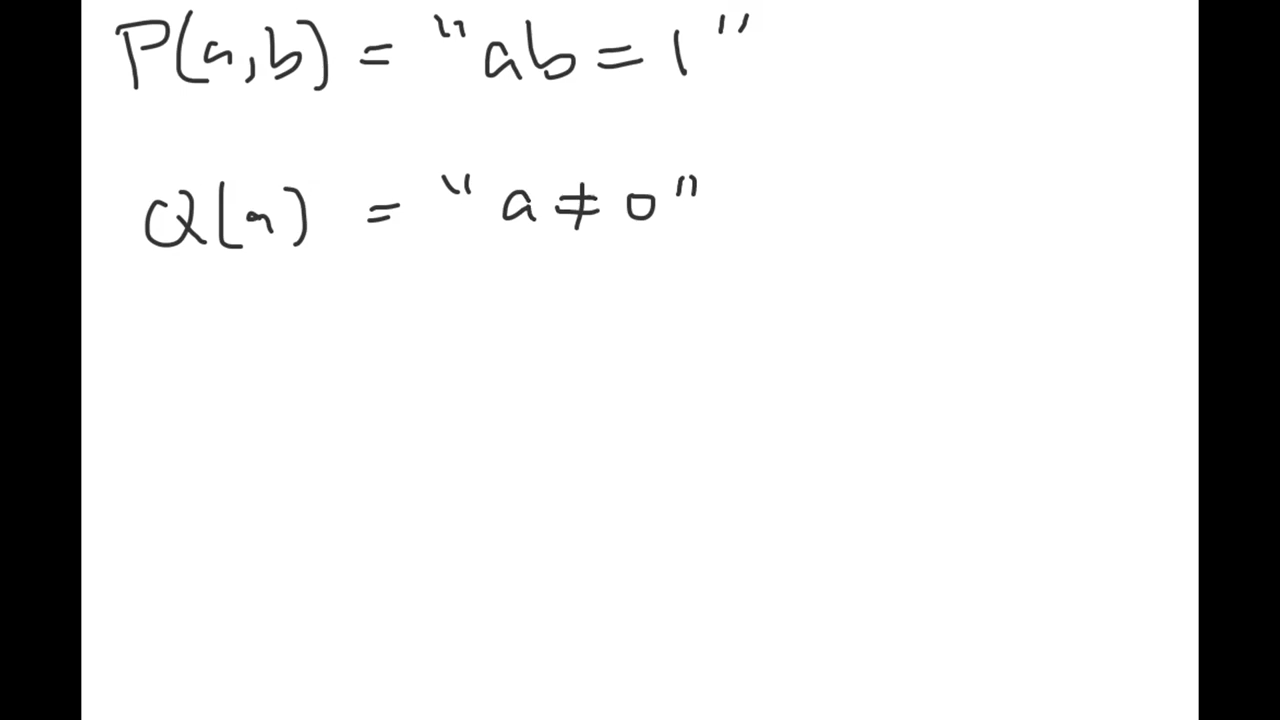 P(a,b) = "ab = 1"
Q(a) = "a ≠ 0"